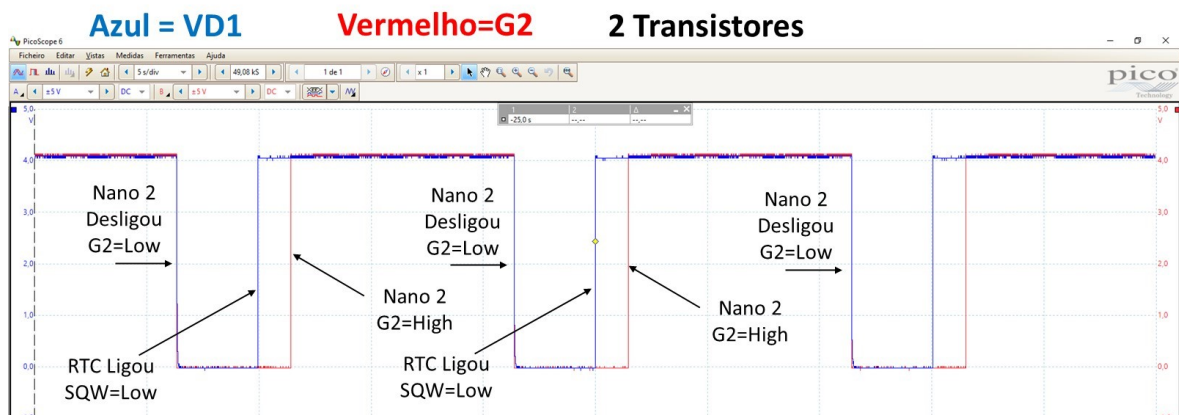 Azul = VD1 Vermelho=G2 2 Transistores
PicoScope 6
Ficheiro Editar Vistas Medidas Ferramentas Ajuda
5 s/div 49,08 kS 1 de 1 x 1
pico
Technology
A ±5 V DC B ±5 V DC
1 2 Δ
-25,0 s --,-- --,--
5,0 5,0
V V
4,0 4,0
3,0 3,0
2,0 2,0
1,0 1,0
0,0 0,0
Nano 2
Desligou
G2=Low
RTC Ligou
SQW=Low
Nano 2
G2=High
Nano 2
Desligou
G2=Low
RTC Ligou
SQW=Low
Nano 2
G2=High
Nano 2
Desligou
G2=Low